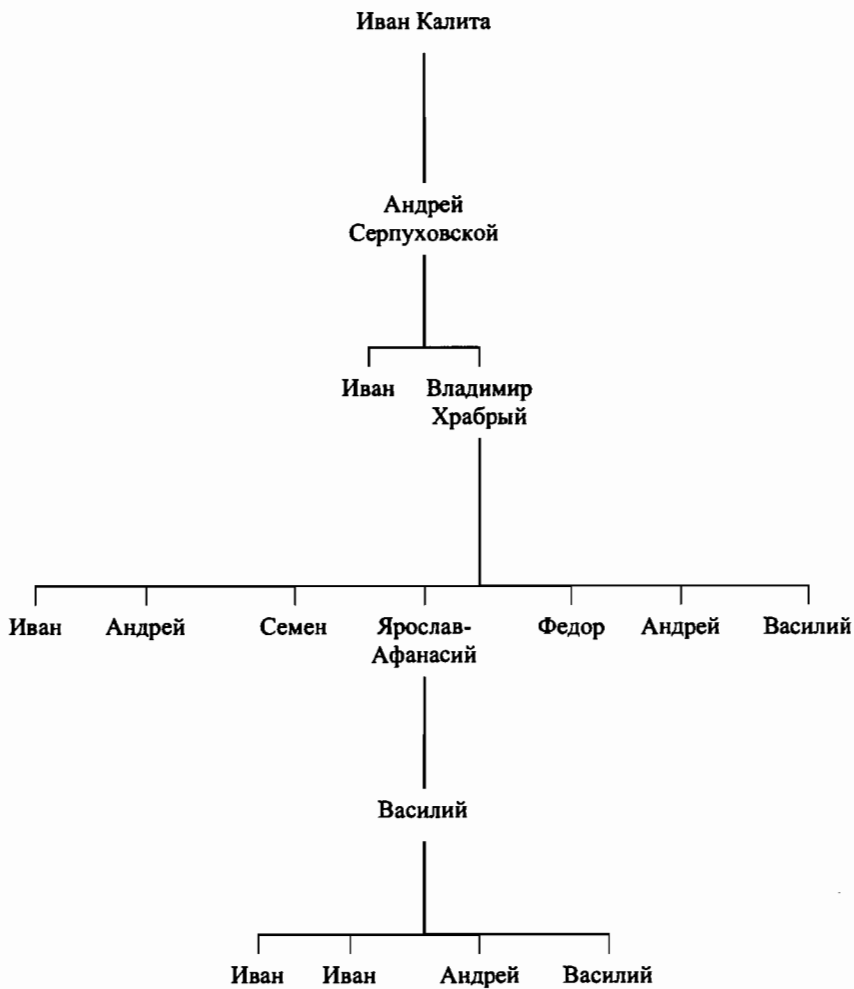 Иван Калита
Андрей
Серпуховской
Иван Владимир
Храбрый
Иван Андрей Семен Ярослав- Федор Андрей Василий
Афанасий
Василий
Иван Иван Андрей Василий